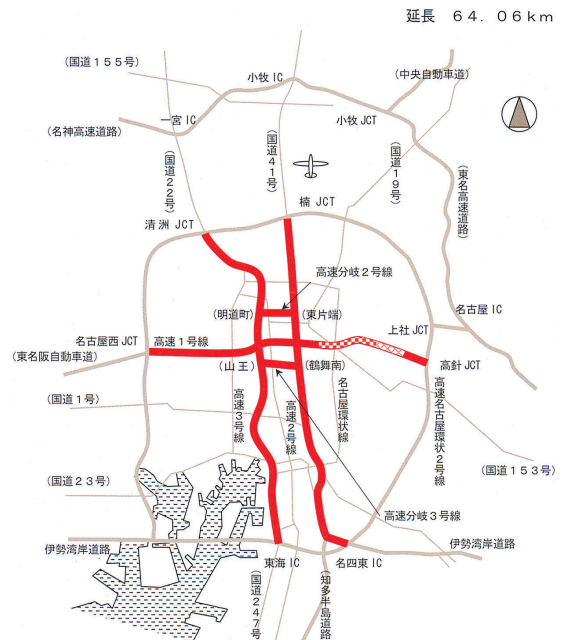 延長 ６４．０６ｋｍ
(国道１５５号)
小牧 IC
(中央自動車道)
一宮 IC
小牧 JCT
(名神高速道路)
(国道４１号)
(国道２２号)
(国道１９号)
(東名高速道路)
楠 JCT
清洲 JCT
高速分岐２号線
名古屋 IC
(明道町)
(東片端)
上社 JCT
名古屋西 JCT
高速１号線
(東名阪自動車道)
高針 JCT
(山王)
(鶴舞南)
(国道１号)
高速３号線
高速２号線
名古屋環状線
高速名古屋環状２号線
(国道１５３号)
(国道２３号)
高速分岐３号線
伊勢湾岸道路
伊勢湾岸道路
東海 IC
名四東 IC
(国道２４７号)
(知多半島道路)